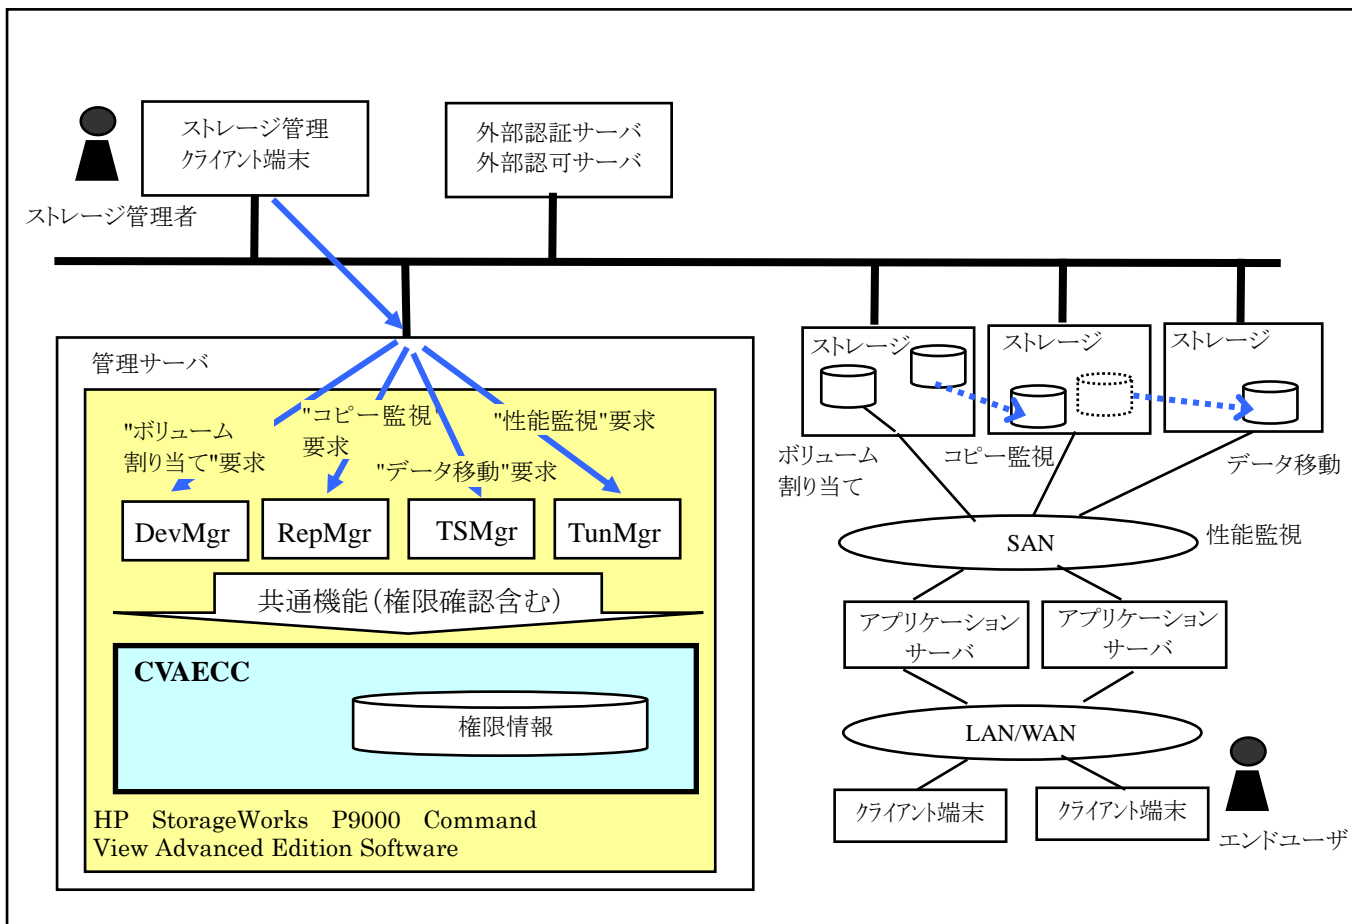 ストレージ管理
クライアント端末
外部認証サーバ
外部認可サーバ
ストレージ管理者
管理サーバ
"ボリューム
割り当て"要求
"コピー監視"
要求
"データ移動"要求
"性能監視"要求
DevMgr
RepMgr
TSMgr
TunMgr
共通機能(権限確認含む)
CVAECC
権限情報
HP StorageWorks P9000 Command
View Advanced Edition Software
ストレージ
ストレージ
ストレージ
ボリューム
割り当て
コピー監視
データ移動
SAN
性能監視
アプリケーション
サーバ
アプリケーション
サーバ
LAN/WAN
クライアント端末
クライアント端末
エンドユーザ